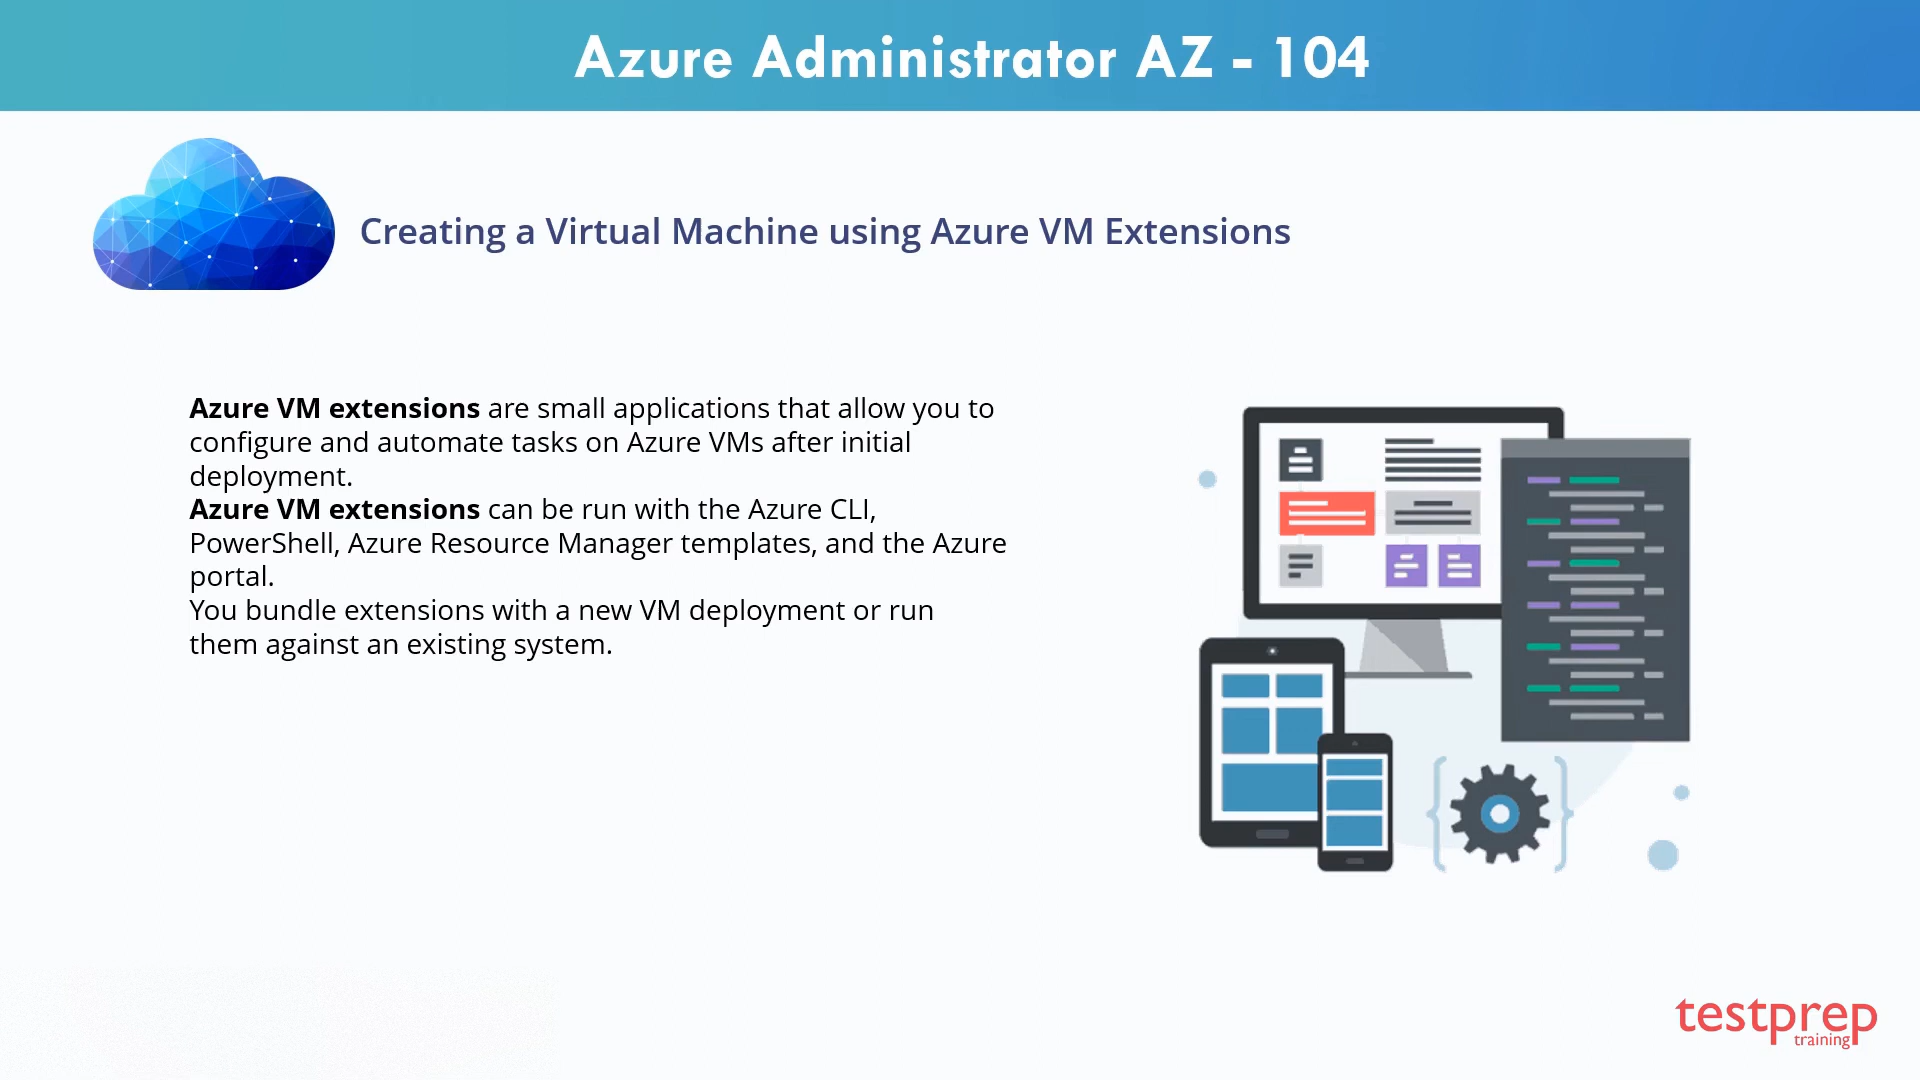 Azure Administrator AZ - 104
Creating a Virtual Machine using Azure VM Extensions
Azure VM extensions are small applications that allow you to
configure and automate tasks on Azure VMs after initial
deployment.
Azure VM extensions can be run with the Azure CLI,
PowerShell, Azure Resource Manager templates, and the Azure
portal.
You bundle extensions with a new VM deployment or run
them against an existing system.
testprep
training